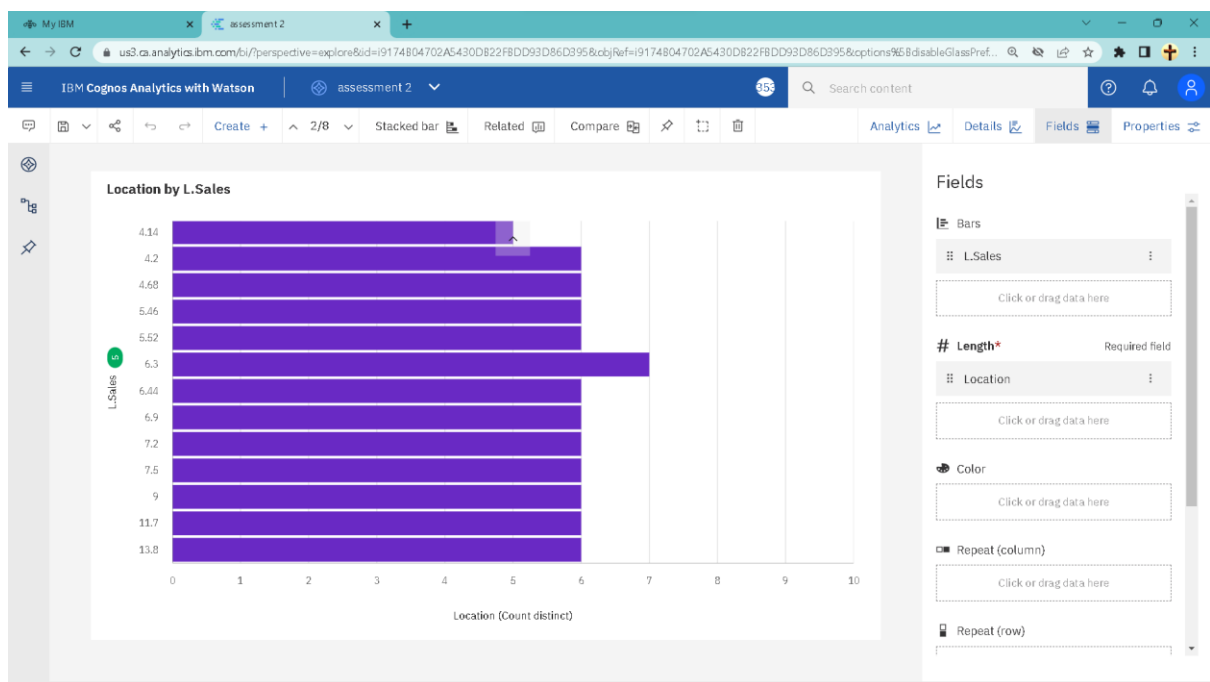 My IBM
assessment 2
us3.ca.analytics.ibm.com/bi/?perspective=explore&id=i9174B04702A5430DB22FBDD93D86D395&objRef=i9174B04702A5430D822F8DD93D86D395&options%5BdisableGlassPref...
IBM Cognos Analytics with Watson
assessment 2
353
Search content
Create +
2/8
Stacked bar
Related
Compare
Analytics
Details
Fields
Properties
Location by L.Sales
4.14
4.2
4.68
5.46
5.52
6.3
6.44
6.9
7.2
7.5
9
11.7
13.8
L.Sales
5
0 1 2 3 4 5 6 7 8 9 10
Location (Count distinct)
Fields
Bars
L.Sales
Click or drag data here
# Length* Required field
Location
Click or drag data here
Color
Click or drag data here
Repeat (column)
Click or drag data here
Repeat (row)